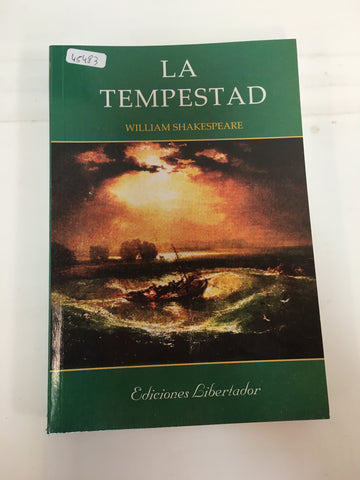 45483
LA
TEMPESTAD
WILLIAM SHAKESPEARE
Ediciones Libertador